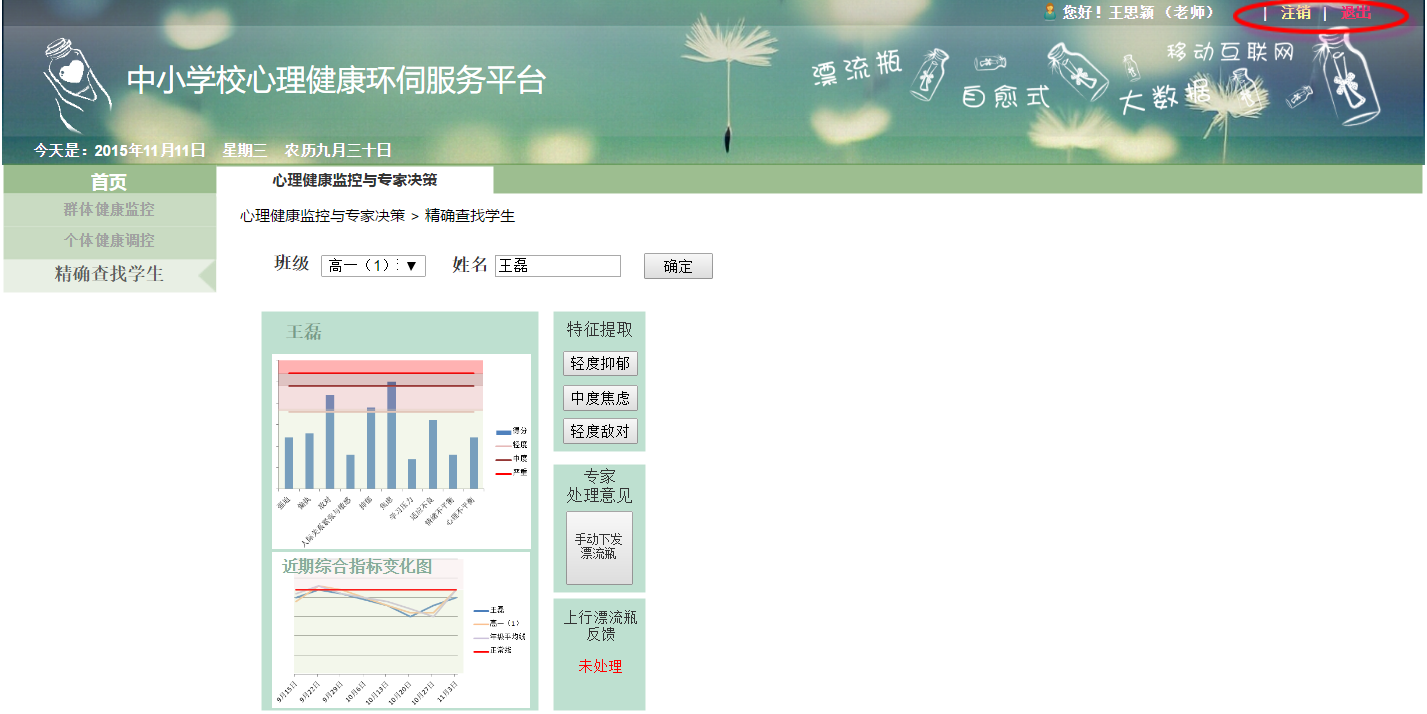 您好！王思颖（老师） | 注销 | 退出
中小学校心理健康环伺服务平台
漂流瓶
自愈式
大数据
移动互联网
今天是：2015年11月11日 星期三 农历九月三十日
首页
群体健康监控
个体健康调控
精确查找学生
心理健康监控与专家决策
心理健康监控与专家决策 > 精确查找学生
班级 高一（1） ▼ 姓名 王磊 确定
王磊
得分
轻度
中度
严重
强迫
偏执
敌对
人际关系紧张与敏感
抑郁
焦虑
学习压力
适应不良
情绪不平衡
心理不平衡
近期综合指标变化图
王磊
高一（1）
年级平均线
正常线
9月15日
9月22日
9月29日
10月6日
10月13日
10月20日
10月27日
11月3日
特征提取
轻度抑郁
中度焦虑
轻度敌对
专家
处理意见
手动下发
漂流瓶
上行漂流瓶
反馈
未处理